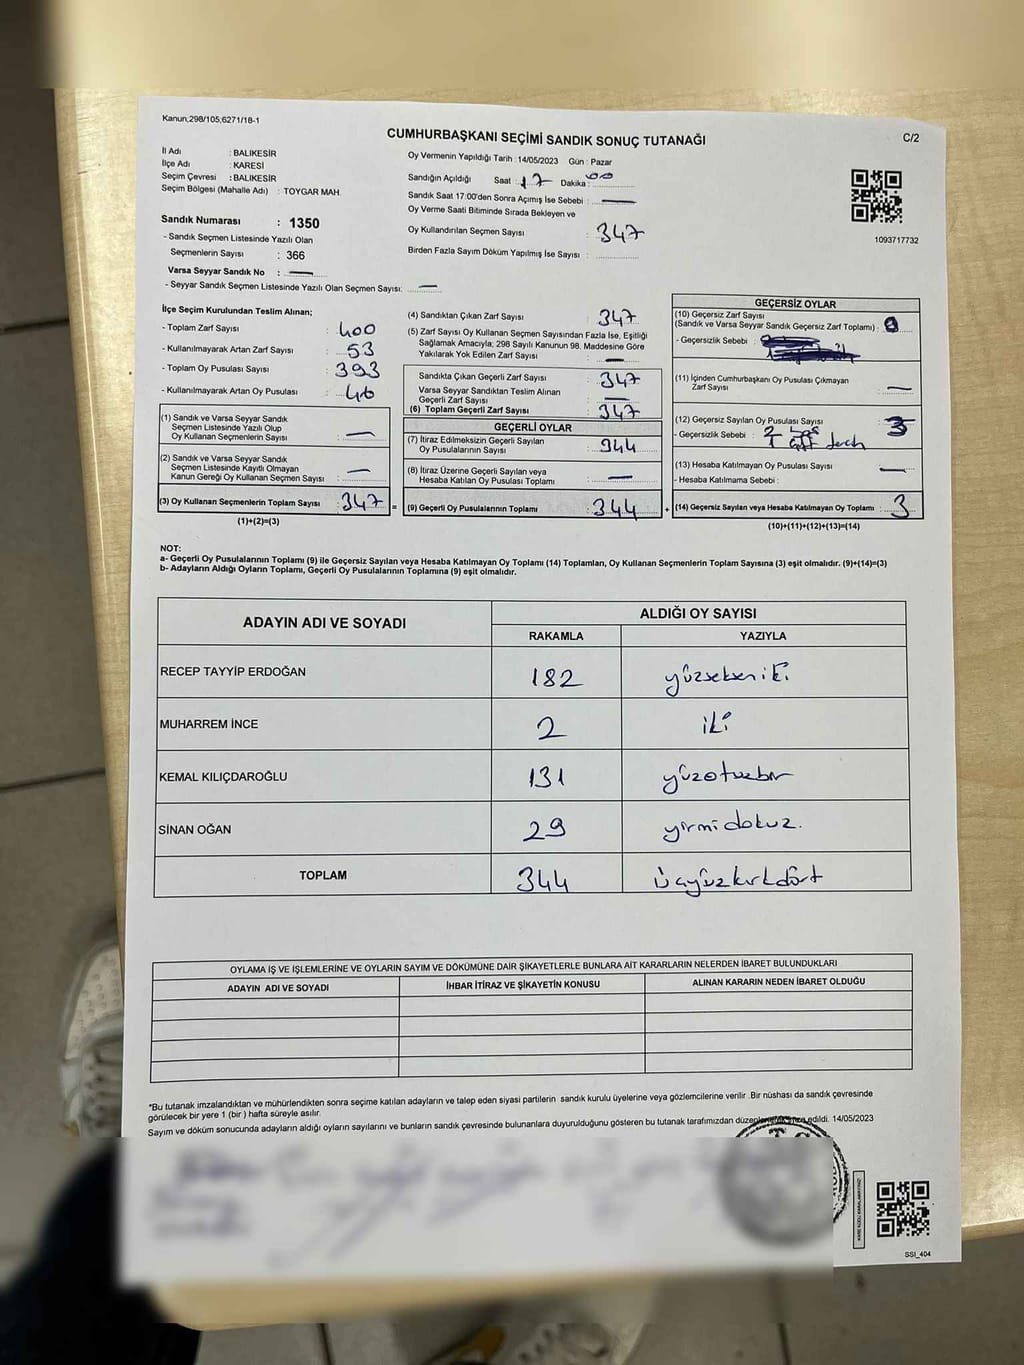 Kanun;298/105;6271/18-1
CUMHURBAŞKANI SEÇİMİ SANDIK SONUÇ TUTANAĞI
C/2
İl Adı : BALIKESİR
İlçe Adı : KARESİ
Seçim Çevresi : BALIKESİR
Seçim Bölgesi (Mahalle Adı) : TOYGAR MAH.
Sandık Numarası : 1350
- Sandık Seçmen Listesinde Yazılı Olan
Seçmenlerin Sayısı : 366
Varsa Seyyar Sandık No : —
- Seyyar Sandık Seçmen Listesinde Yazılı Olan Seçmen Sayısı: —
Oy Vermenin Yapıldığı Tarih : 14/05/2023 Gün : Pazar
Sandığın Açıldığı Saat : 17 Dakika : 00
Sandık Saat 17:00'den Sonra Açımış İse Sebebi : —
Oy Verme Saati Bitiminde Sırada Bekleyen ve
Oy Kullandırılan Seçmen Sayısı : 347
Birden Fazla Sayım Döküm Yapılmış İse Sayısı :
1093717732
İlçe Seçim Kurulundan Teslim Alınan;
- Toplam Zarf Sayısı : 400
- Kullanılmayarak Artan Zarf Sayısı : 53
- Toplam Oy Pusulası Sayısı : 393
- Kullanılmayarak Artan Oy Pusulası : 46
(1) Sandık ve Varsa Seyyar Sandık
Seçmen Listesinde Yazılı Olup
Oy Kullanan Seçmenlerin Sayısı : —
(2) Sandık ve Varsa Seyyar Sandık
Seçmen Listesinde Kayıtlı Olmayan
Kanun Gereği Oy Kullanan Seçmen Sayısı : —
(3) Oy Kullanan Seçmenlerin Toplam Sayısı : 347 =
(1)+(2)=(3)
(4) Sandıktan Çıkan Zarf Sayısı : 347
(5) Zarf Sayısı Oy Kullanan Seçmen Sayısından Fazla İse, Eşitliği
Sağlamak Amacıyla; 298 Sayılı Kanunun 98. Maddesine Göre
Yakılarak Yok Edilen Zarf Sayısı : —
Sandıkta Çıkan Geçerli Zarf Sayısı : 347
Varsa Seyyar Sandıktan Teslim Alınan
Geçerli Zarf Sayısı : —
(6) Toplam Geçerli Zarf Sayısı : 347
GEÇERLİ OYLAR
(7) İtiraz Edilmeksizin Geçerli Sayılan
Oy Pusulalarının Sayısı : 344
(8) İtiraz Üzerine Geçerli Sayılan veya
Hesaba Katılan Oy Pusulası Toplamı : —
(9) Geçerli Oy Pusulalarının Toplamı : 344 +
GEÇERSİZ OYLAR
(10) Geçersiz Zarf Sayısı
(Sandık ve Varsa Seyyar Sandık Geçersiz Zarf Toplamı) :
- Geçersizlik Sebebi :
(11) İçinden Cumhurbaşkanı Oy Pusulası Çıkmayan
Zarf Sayısı : —
(12) Geçersiz Sayılan Oy Pusulası Sayısı : 3
- Geçersizlik Sebebi :
(13) Hesaba Katılmayan Oy Pusulası Sayısı : —
- Hesaba Katılmama Sebebi :
(14) Geçersiz Sayılan veya Hesaba Katılmayan Oy Toplamı : 3
(10)+(11)+(12)+(13)=(14)
NOT:
a- Geçerli Oy Pusulalarının Toplamı (9) ile Geçersiz Sayılan veya Hesaba Katılmayan Oy Toplamı (14) Toplamları, Oy Kullanan Seçmenlerin Toplam Sayısına (3) eşit olmalıdır. (9)+(14)=(3)
b- Adayların Aldığı Oyların Toplamı, Geçerli Oy Pusulalarının Toplamına (9) eşit olmalıdır.
ADAYIN ADI VE SOYADI
ALDIĞI OY SAYISI
RAKAMLA YAZIYLA
RECEP TAYYİP ERDOĞAN 182 yüzsekseniki
MUHARREM İNCE 2 iki
KEMAL KILIÇDAROĞLU 131 yüzotuzbir
SİNAN OĞAN 29 yirmidokuz.
TOPLAM 344 üçyüzkırkdört
OYLAMA İŞ VE İŞLEMLERİNE VE OYLARIN SAYIM VE DÖKÜMÜNE DAİR ŞİKAYETLERLE BUNLARA AİT KARARLARIN NELERDEN İBARET BULUNDUKLARI
ADAYIN ADI VE SOYADI İHBAR İTİRAZ VE ŞİKAYETİN KONUSU ALINAN KARARIN NEDEN İBARET OLDUĞU
*Bu tutanak imzalandıktan ve mühürlendikten sonra seçime katılan adayların ve talep eden siyasi partilerin sandık kurulu üyelerine veya gözlemcilerine verilir .Bir nüshası da sandık çevresinde
görülecek bir yere 1 (bir ) hafta süreyle asılır.
Sayım ve döküm sonucunda adayların aldığı oyların sayılarını ve bunların sandık çevresinde bulunanlara duyurulduğunu gösteren bu tutanak tarafımızdan edildi. 14/05/2023
SSI_404